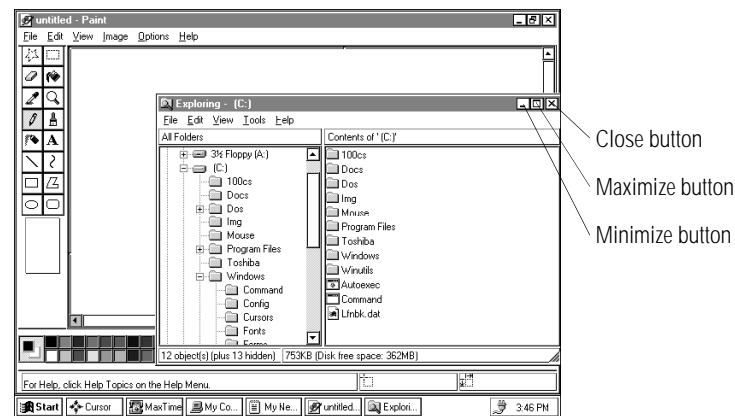 untitled - Paint
File Edit View Image Options Help
Exploring - (C:)
File Edit View Tools Help
All Folders
Contents of '(C:)'
3½ Floppy (A:)
(C:)
100cs
Docs
Dos
Img
Mouse
Program Files
Toshiba
Windows
Command
Config
Cursors
Fonts
Forms
100cs
Docs
Dos
Img
Mouse
Program Files
Toshiba
Windows
Winutils
Autoexec
Command
Lfnbk.dat
12 object(s) (plus 13 hidden) 753KB (Disk free space: 362MB)
For Help, click Help Topics on the Help Menu.
Start Cursor MaxTime My Co... My Ne... untitled... Explori... 3:46 PM
Close button
Maximize button
Minimize button